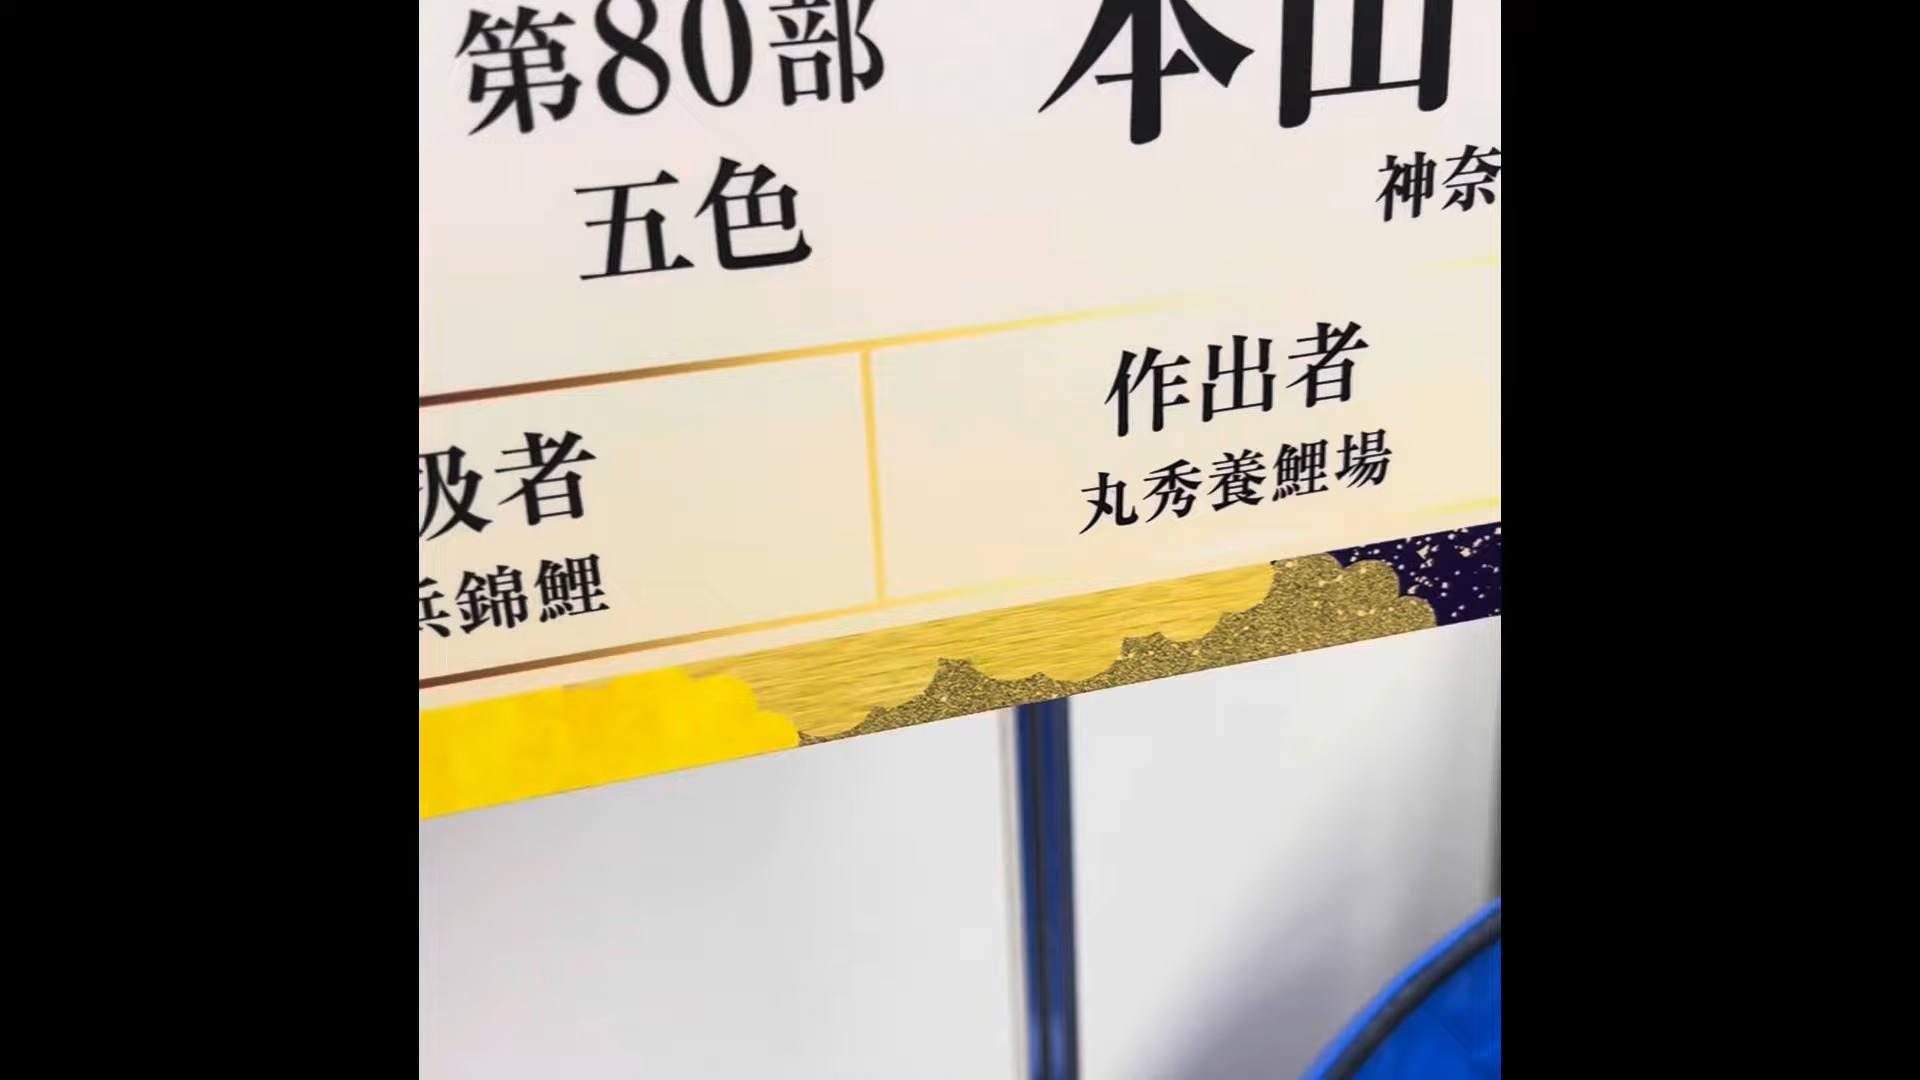 第80部 本山
五色
神奈
作出者
丸秀養鯉場
扱者
浜錦鯉